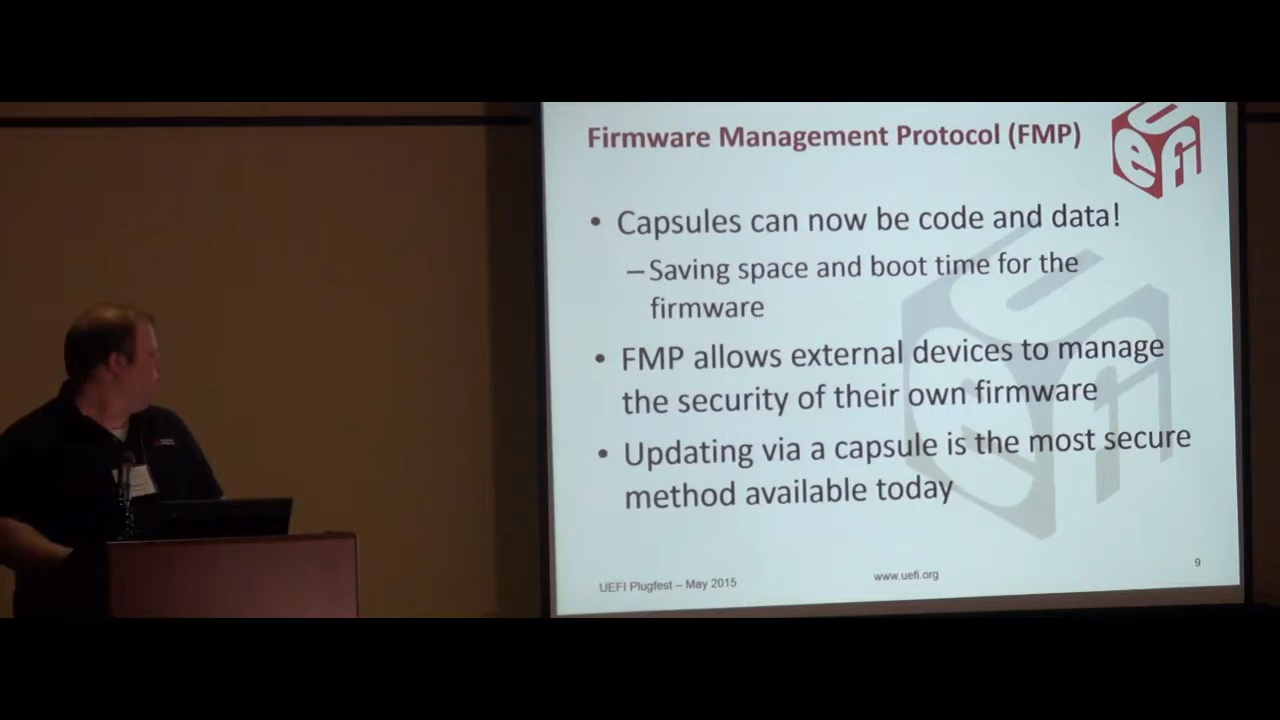 Firmware Management Protocol (FMP)
uefi
• Capsules can now be code and data!
– Saving space and boot time for the
firmware
• FMP allows external devices to manage
the security of their own firmware
• Updating via a capsule is the most secure
method available today
UEFI Plugfest – May 2015
www.uefi.org
9